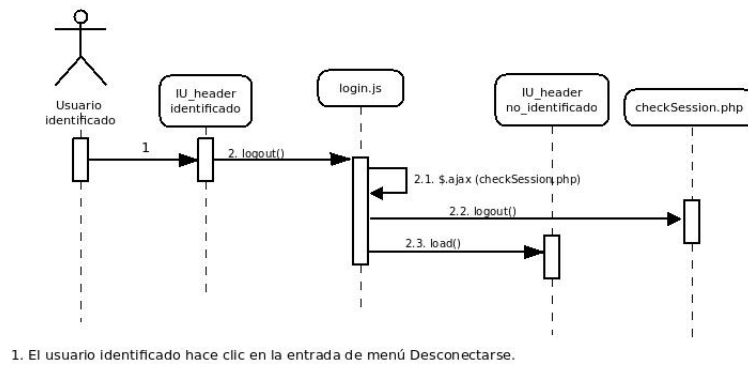 Usuario
identificado
IU_header
identificado
login.js
IU_header
no_identificado
checkSession.php
1
2. logout()
2.1. $.ajax (checkSession.php)
2.2. logout()
2.3. load()
1. El usuario identificado hace clic en la entrada de menú Desconectarse.